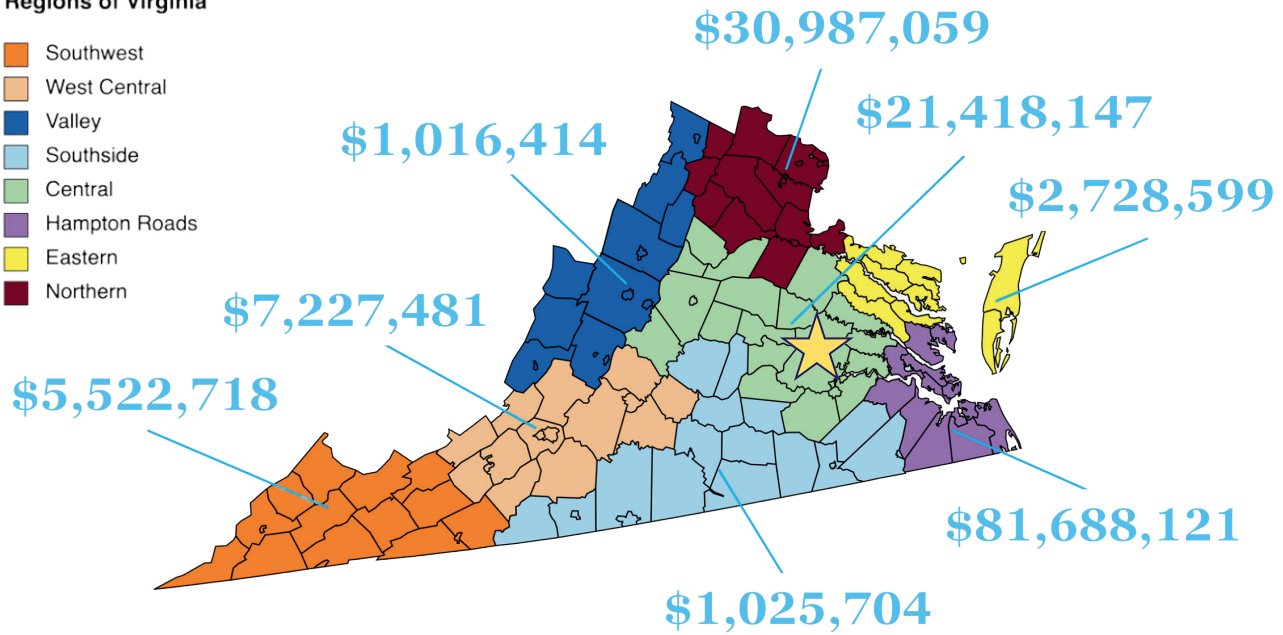 Regions of Virginia
Southwest
West Central
Valley
Southside
Central
Hampton Roads
Eastern
Northern
$30,987,059
$21,418,147
$1,016,414
$2,728,599
$7,227,481
$5,522,718
$81,688,121
$1,025,704